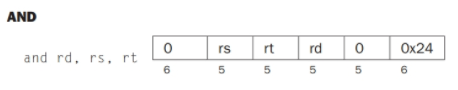 AND
and rd, rs, rt 0 rs rt rd 0 0x24
6 5 5 5 5 6